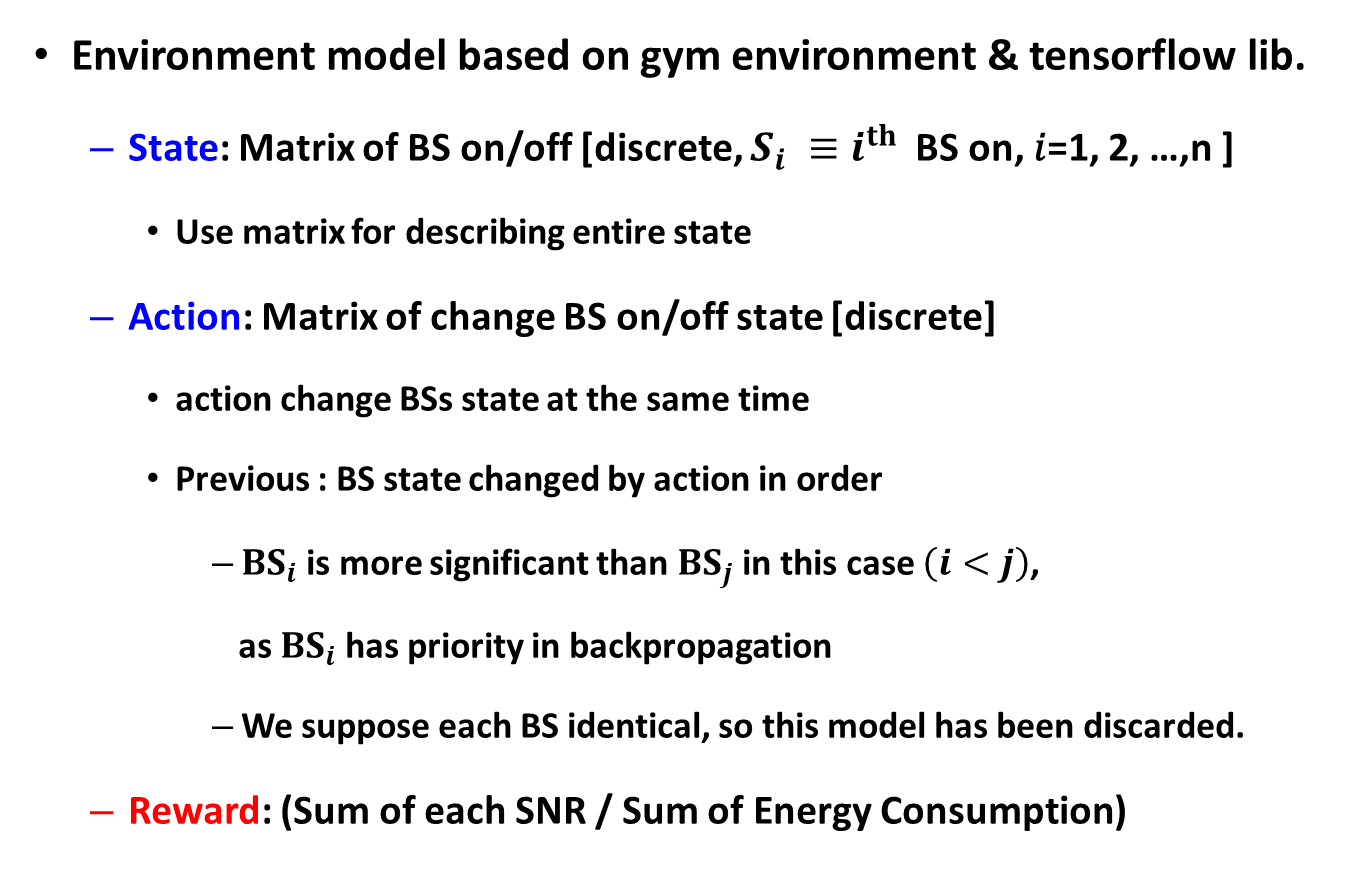 • Environment model based on gym environment & tensorflow lib.
– State: Matrix of BS on/off [discrete, Sᵢ ≡ iᵗʰ BS on, i=1, 2, …,n ]
• Use matrix for describing entire state
– Action: Matrix of change BS on/off state [discrete]
• action change BSs state at the same time
• Previous : BS state changed by action in order
– BSᵢ is more significant than BSⱼ in this case (i < j),
as BSᵢ has priority in backpropagation
– We suppose each BS identical, so this model has been discarded.
– Reward: (Sum of each SNR / Sum of Energy Consumption)